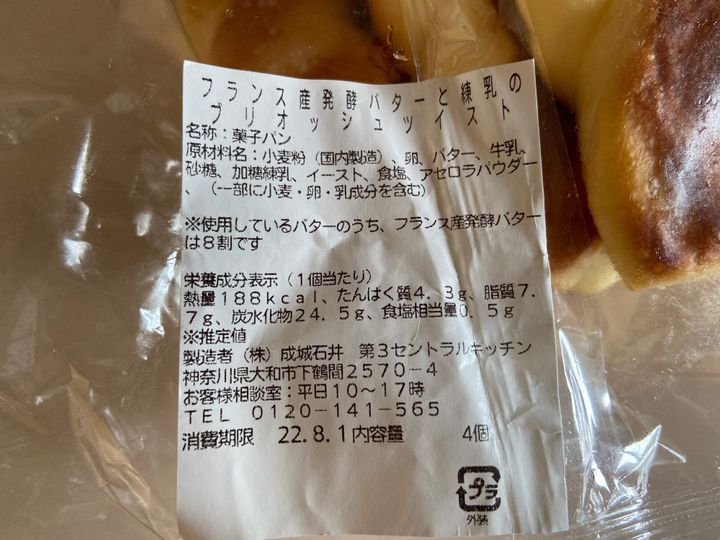 フランス産発酵バターと練乳の
ブリオッシュツイスト
名称：菓子パン
原材料名：小麦粉（国内製造）、卵、バター、牛乳、
砂糖、加糖練乳、イースト、食塩、アセロラパウダー
、（一部に小麦・卵・乳成分を含む）
※使用しているバターのうち、フランス産発酵バター
は８割です
栄養成分表示（１個当たり）
熱量１８８ｋｃａｌ、たんぱく質４．３ｇ、脂質７．
７ｇ、炭水化物２４．５ｇ、食塩相当量０．５ｇ
※推定値
製造者（株）成城石井　第３セントラルキッチン
神奈川県大和市下鶴間２５７０－４
お客様相談室：平日１０～１７時
ＴＥＬ　０１２０－１４１－５６５
消費期限　22.8.1内容量　4個
プラ
外装